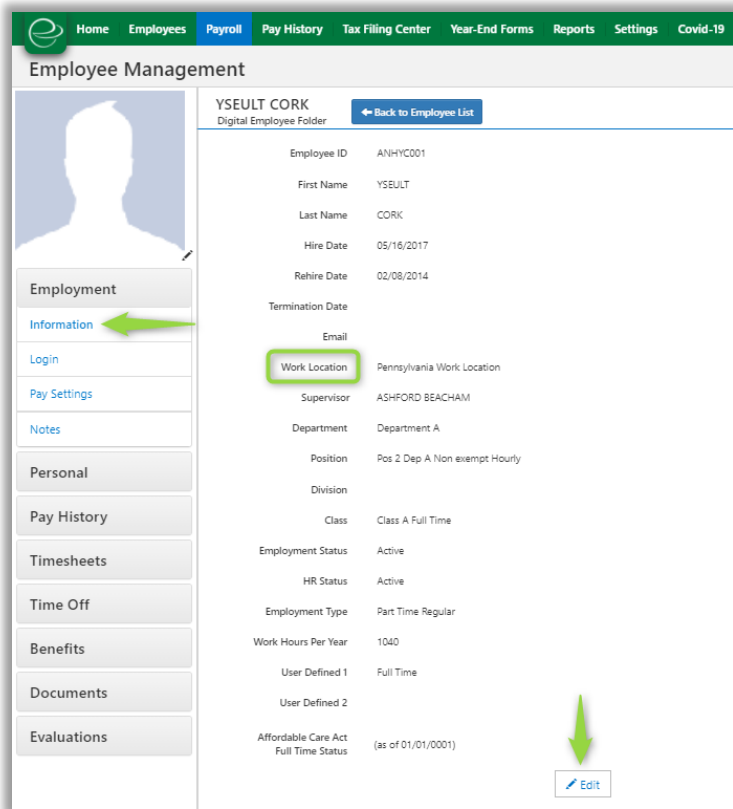 Home Employees Payroll Pay History Tax Filing Center Year-End Forms Reports Settings Covid-19
Employee Management
YSEULT CORK
Digital Employee Folder
Back to Employee List
Employee ID ANHYC001
First Name YSEULT
Last Name CORK
Hire Date 05/16/2017
Rehire Date 02/08/2014
Termination Date
Email
Work Location Pennsylvania Work Location
Supervisor ASHFORD BEACHAM
Department Department A
Position Pos 2 Dep A Non exempt Hourly
Division
Class Class A Full Time
Employment Status Active
HR Status Active
Employment Type Part Time Regular
Work Hours Per Year 1040
User Defined 1 Full Time
User Defined 2
Affordable Care Act
Full Time Status (as of 01/01/0001)
Edit
Employment
Information
Login
Pay Settings
Notes
Personal
Pay History
Timesheets
Time Off
Benefits
Documents
Evaluations